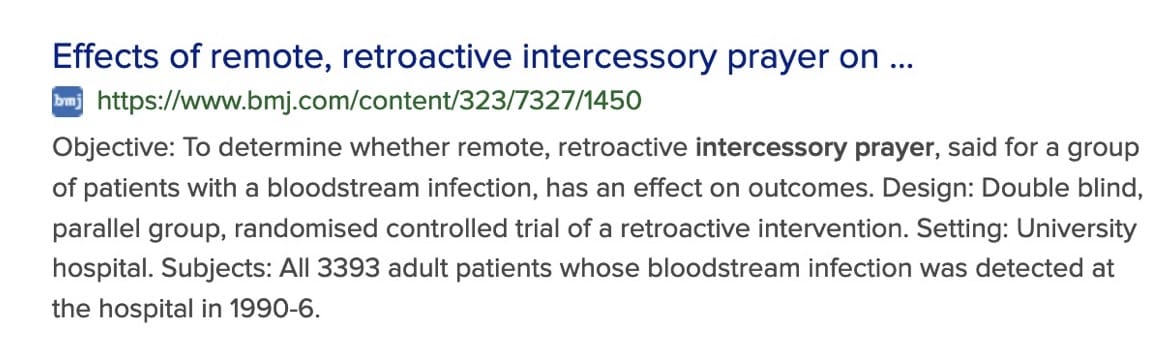 Effects of remote, retroactive intercessory prayer on ...
bmj https://www.bmj.com/content/323/7327/1450
Objective: To determine whether remote, retroactive intercessory prayer, said for a group
of patients with a bloodstream infection, has an effect on outcomes. Design: Double blind,
parallel group, randomised controlled trial of a retroactive intervention. Setting: University
hospital. Subjects: All 3393 adult patients whose bloodstream infection was detected at
the hospital in 1990-6.